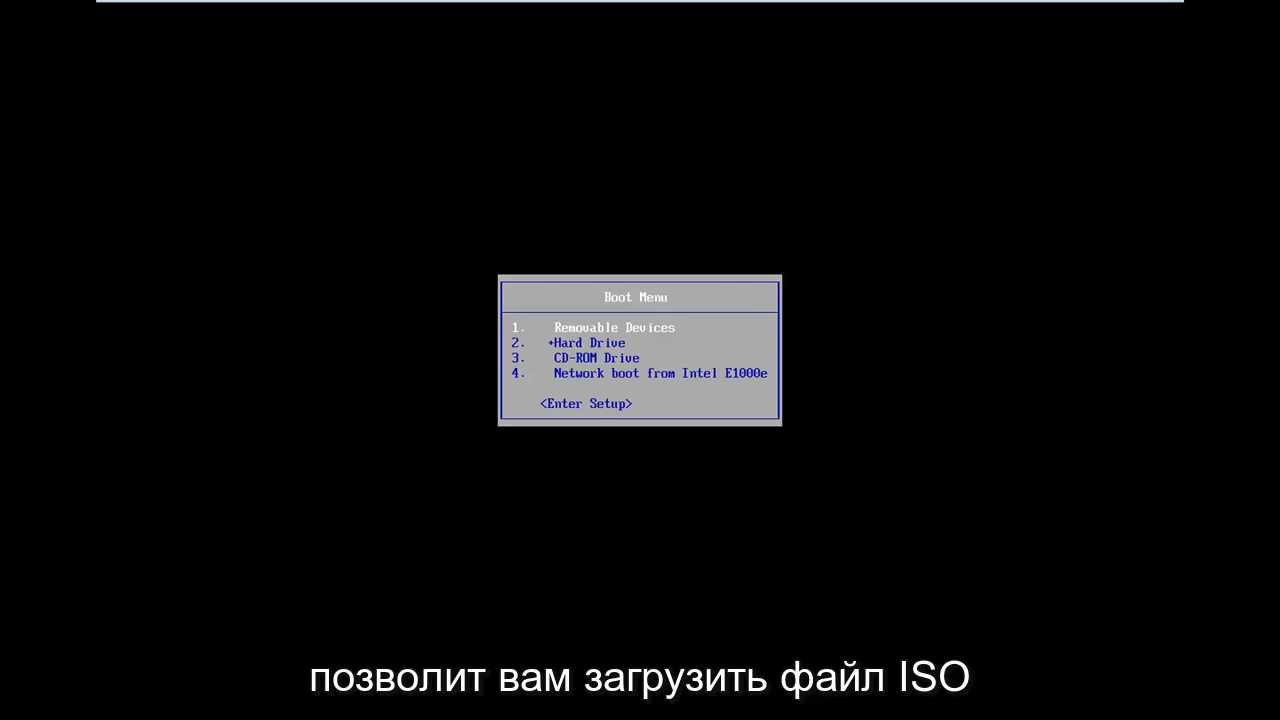 Boot Menu
1. Removable Devices
2. +Hard Drive
3. CD-ROM Drive
4. Network boot from Intel E1000e
<Enter Setup>
позволит вам загрузить файл ISO